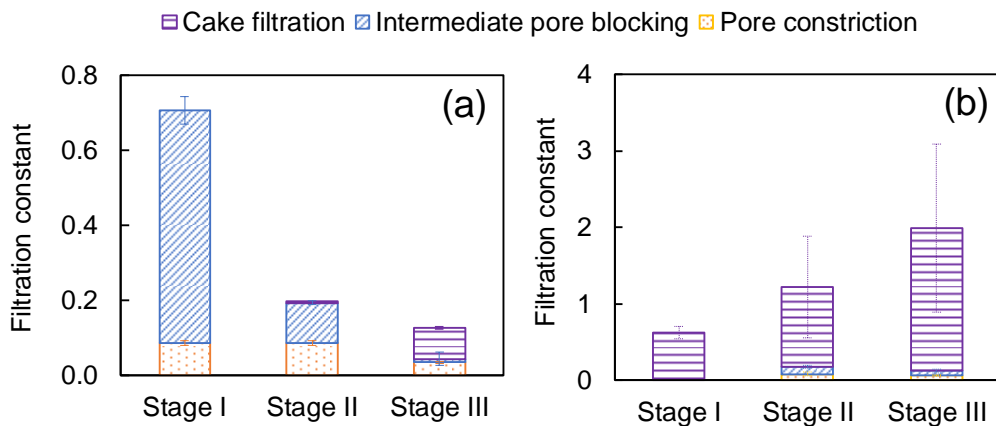 Cake filtration Intermediate pore blocking Pore constriction
(a)
Filtration constant
0.8
0.6
0.4
0.2
0.0
Stage I Stage II Stage III
(b)
Filtration constant
4
3
2
1
0
Stage I Stage II Stage III